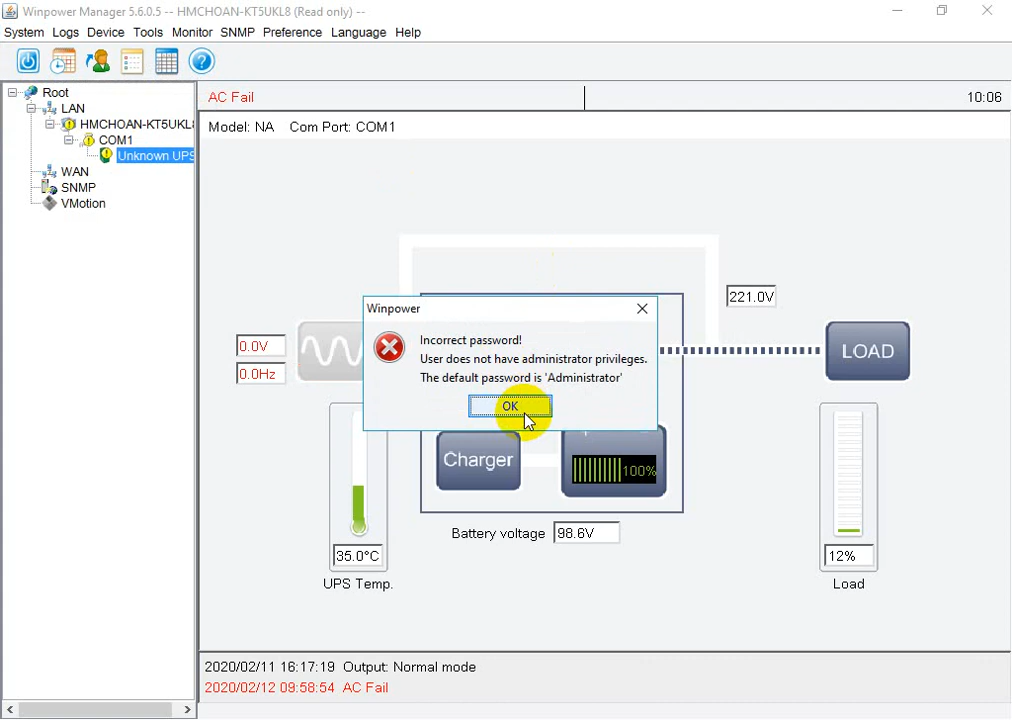 Winpower Manager 5.6.0.5 -- HMCHOAN-KT5UKL8 (Read only) --
System Logs Device Tools Monitor SNMP Preference Language Help
Root
LAN
HMCHOAN-KT5UKL
COM1
Unknown UPS
WAN
SNMP
VMotion
AC Fail
10:06
Model: NA Com Port: COM1
221.0V
0.0V
0.0Hz
LOAD
Winpower
Incorrect password!
User does not have administrator privileges.
The default password is 'Administrator'
OK
Charger
100%
Battery voltage 98.6V
35.0°C
UPS Temp.
12%
Load
2020/02/11 16:17:19 Output: Normal mode
2020/02/12 09:58:54 AC Fail